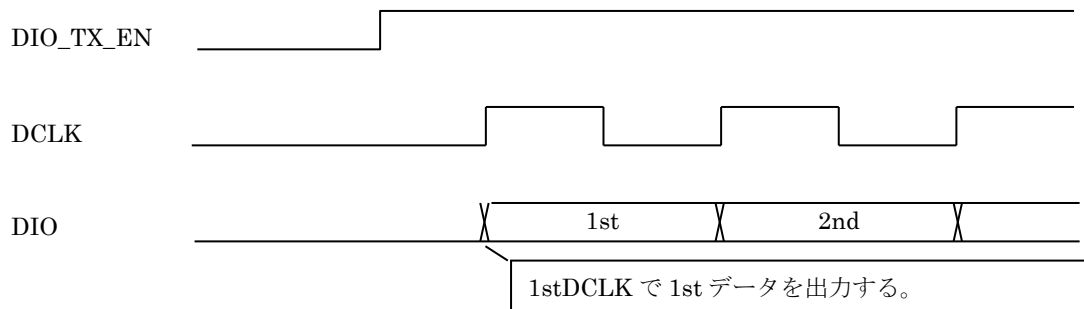 DIO_TX_EN
DCLK
DIO
1st 2nd
1stDCLK で 1st データを出力する。